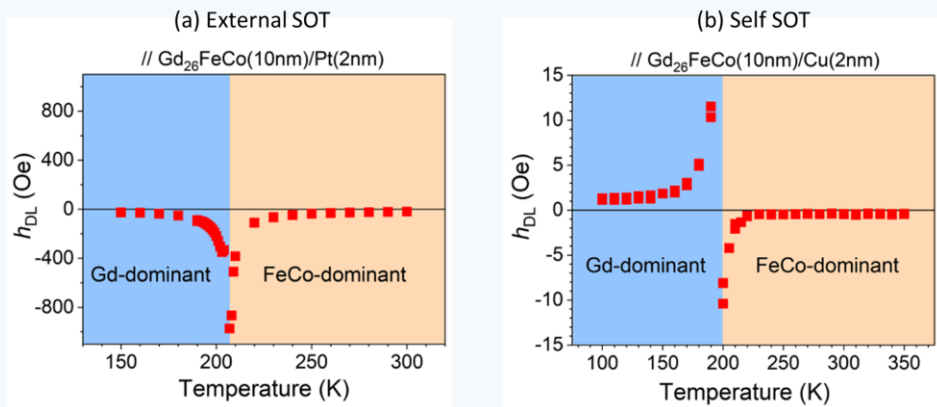 (a) External SOT
// Gd₂₆FeCo(10nm)/Pt(2nm)
h_DL (Oe)
800
400
0
-400
-800
Gd-dominant
FeCo-dominant
150
200
250
300
Temperature (K)
(b) Self SOT
// Gd₂₆FeCo(10nm)/Cu(2nm)
h_DL (Oe)
15
10
5
0
-5
-10
-15
Gd-dominant
FeCo-dominant
100
150
200
250
300
350
Temperature (K)